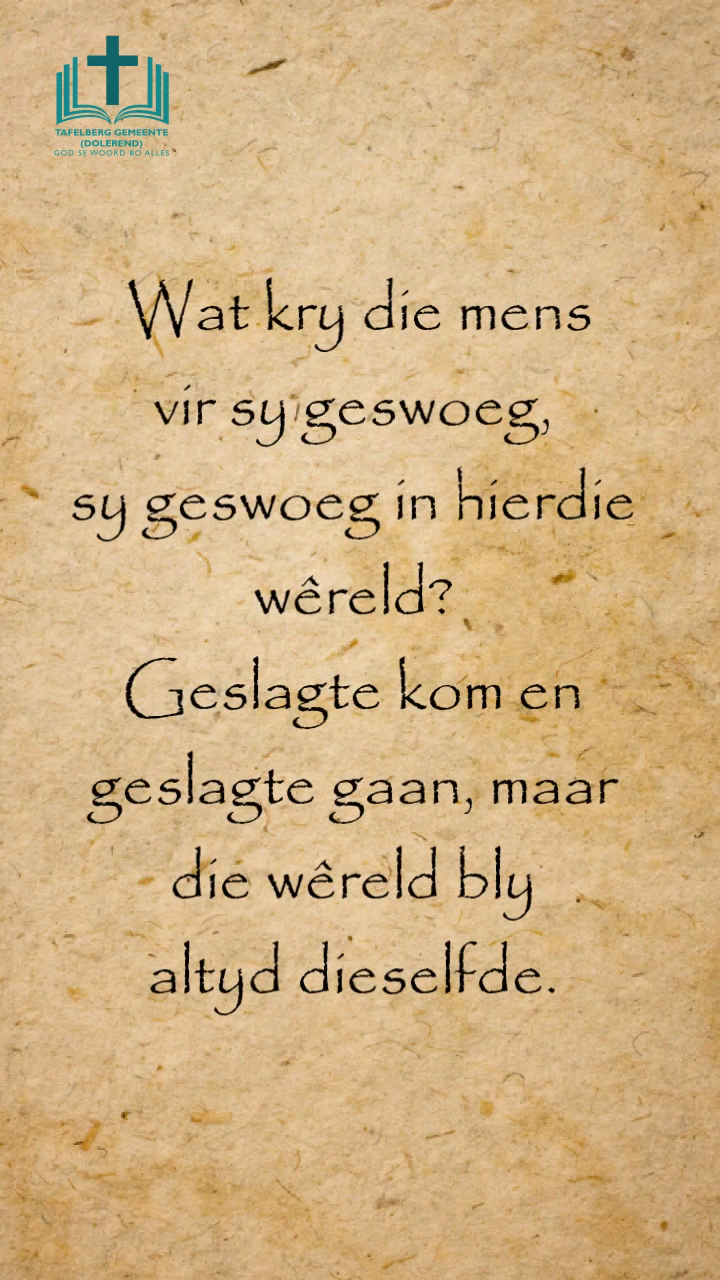 TAFELBERG GEMEENTE
(DOLEREND)
GOD SE WOORD BO ALLES
Wat kry die mens
vir sy geswoeg,
sy geswoeg in hierdie
wêreld?
Geslagte kom en
geslagte gaan, maar
die wêreld bly
altyd dieselfde.